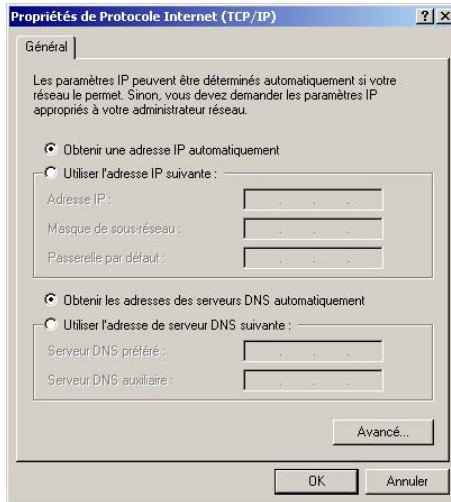 Propriétés de Protocole Internet (TCP/IP)
Général
Les paramètres IP peuvent être déterminés automatiquement si votre
réseau le permet. Sinon, vous devez demander les paramètres IP
appropriés à votre administrateur réseau.
Obtenir une adresse IP automatiquement
Utiliser l'adresse IP suivante :
Adresse IP :
Masque de sous-réseau :
Passerelle par défaut :
Obtenir les adresses des serveurs DNS automatiquement
Utiliser l'adresse de serveur DNS suivante :
Serveur DNS préféré :
Serveur DNS auxiliaire :
Avancé...
OK
Annuler